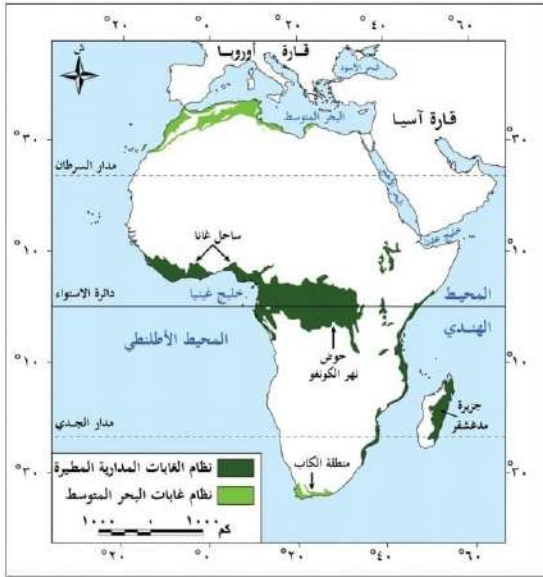 °٢٠ °٠ °٢٠ °٤٠ °٦٠
ش
قارة أوروبا
البحر الأسود
قارة آسيا
البحر المتوسط
°٣٠ °٣٠
مدار السرطان
خليج عدن
°١٠ °١٠
ساحل غانا
خليج غينيا
دائرة الاستواء
المحيط
الهندي
المحيط الأطلنطي
حوض
نهر الكونغو
°١٠ °١٠
جزيرة
مدغشقر
مدار الجدي
منطقة الكاب
°٣٠ °٣٠
نظام الغابات المدارية المطيرة
نظام غابات البحر المتوسط
١٠٠٠ ٠ ١٠٠٠ كم
°٢٠ °٠ °٢٠ °٤٠ °٦٠